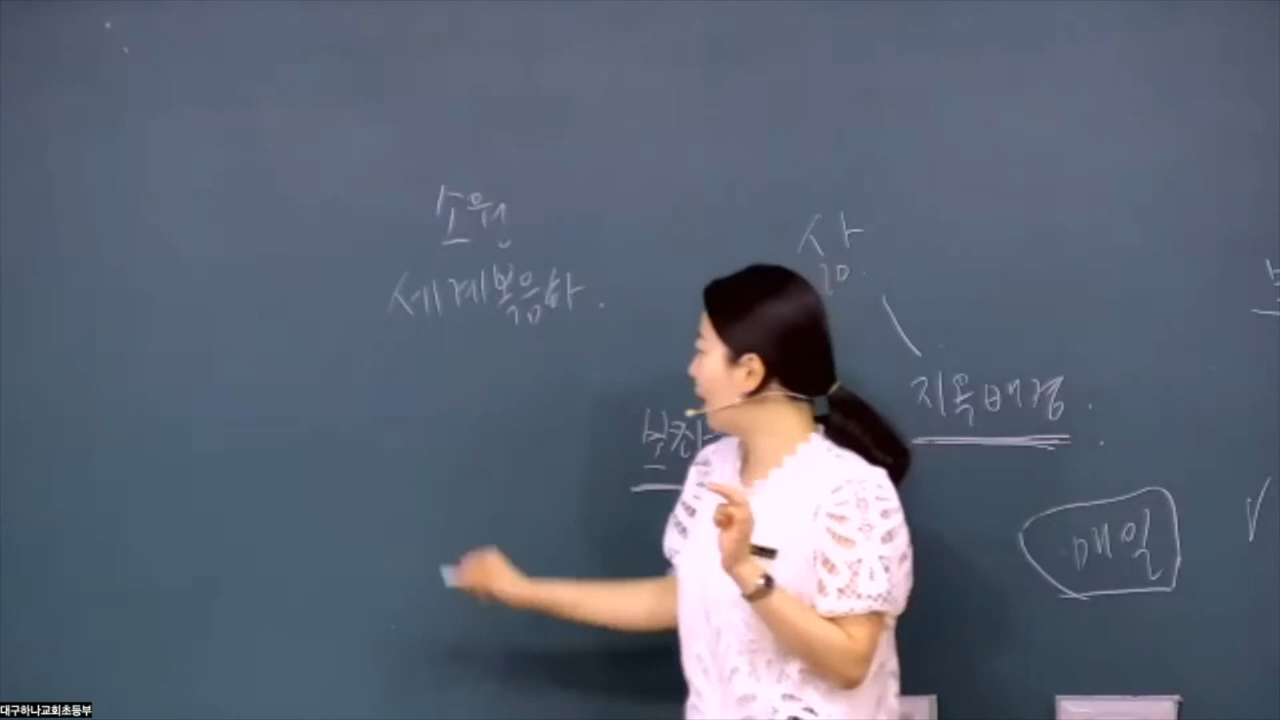 소원
세계복음화.
삶
지옥배경.
매일
대구하나교회초등부